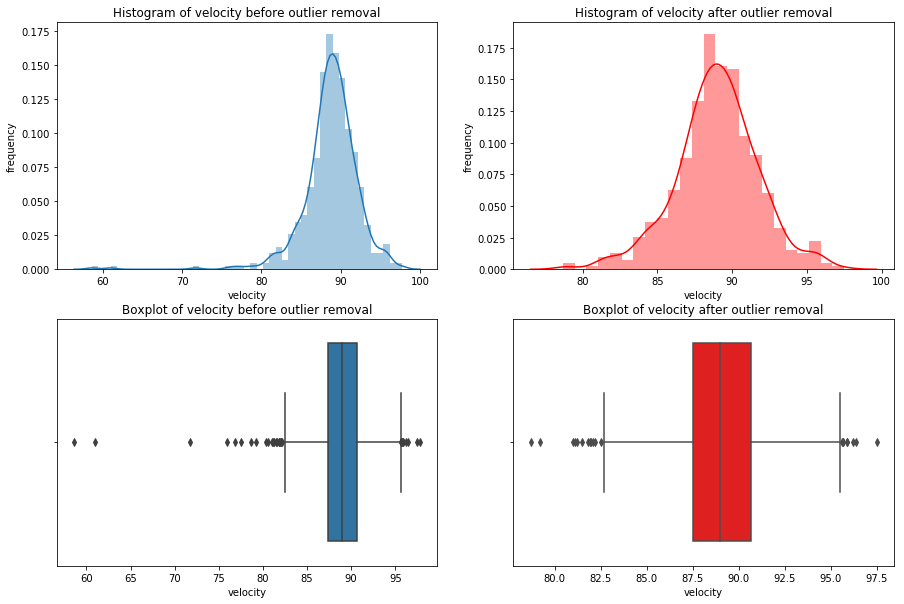 Histogram of velocity before outlier removal
0.175
0.150
0.125
0.100
0.075
0.050
0.025
0.000
frequency
60 70 80 90 100
velocity
Histogram of velocity after outlier removal
0.175
0.150
0.125
0.100
0.075
0.050
0.025
0.000
frequency
80 85 90 95 100
velocity
Boxplot of velocity before outlier removal
60 65 70 75 80 85 90 95
velocity
Boxplot of velocity after outlier removal
80.0 82.5 85.0 87.5 90.0 92.5 95.0 97.5
velocity